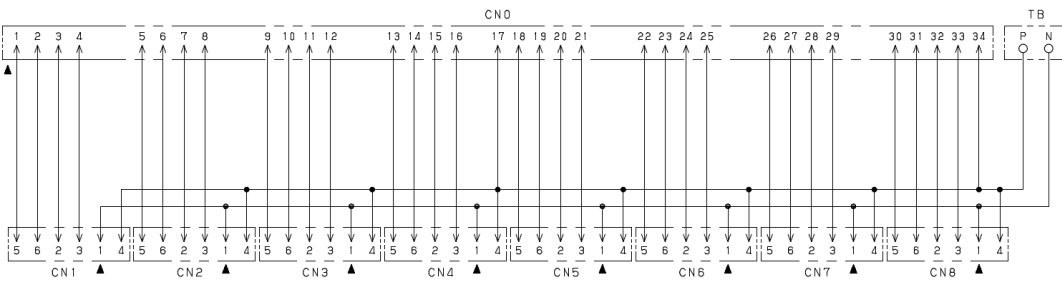 CN0 TB
1 2 3 4 5 6 7 8 9 10 11 12 13 14 15 16 17 18 19 20 21 22 23 24 25 26 27 28 29 30 31 32 33 34 P N
5 6 2 3 1 4 5 6 2 3 1 4 5 6 2 3 1 4 5 6 2 3 1 4 5 6 2 3 1 4 5 6 2 3 1 4 5 6 2 3 1 4 5 6 2 3 1 4
CN1 CN2 CN3 CN4 CN5 CN6 CN7 CN8